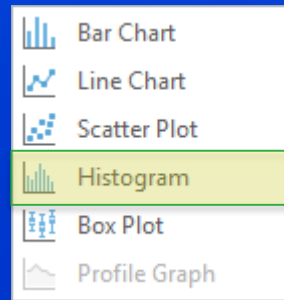 Bar Chart
Line Chart
Scatter Plot
Histogram
Box Plot
Profile Graph